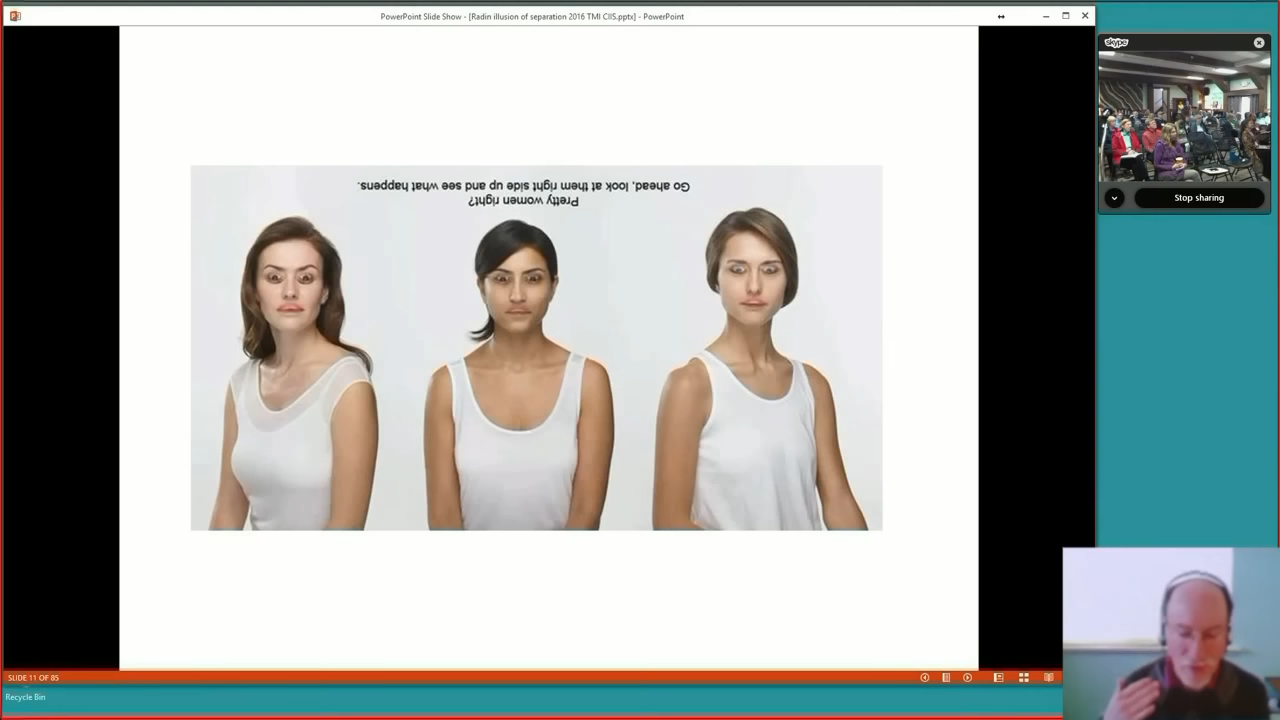 PowerPoint Slide Show - [Radin illusion of separation 2016 TMI CIIS.pptx] - PowerPoint
skype
Stop sharing
Pretty women right?
Go ahead, look at them right side up and see what happens.
SLIDE 11 OF 85
Recycle Bin